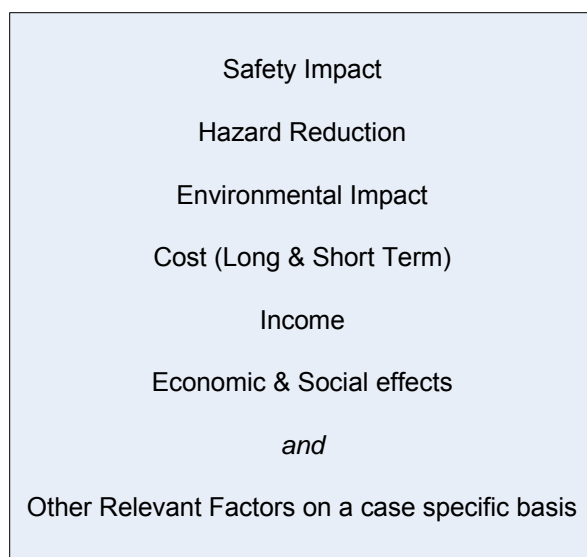 Safety Impact
Hazard Reduction
Environmental Impact
Cost (Long & Short Term)
Income
Economic & Social effects
and
Other Relevant Factors on a case specific basis